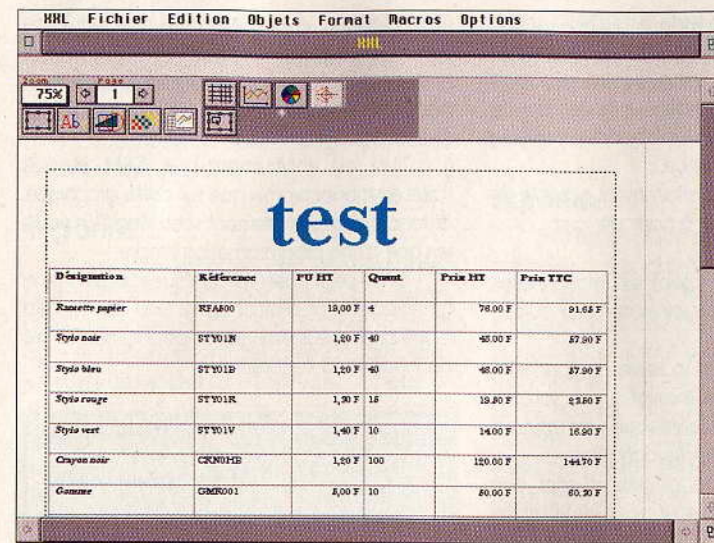 XXL Fichier Edition Objets Format Macros Options
XXL
Zoom Page
75% 1
Ab
test
Désignation Référence PU HT Quant. Prix HT Prix TTC
Ramette papier RFA500 19,00 F 4 76.00 F 91.65 F
Stylo noir STY01N 1,20 F 40 48.00 F 57.90 F
Stylo bleu STY01B 1,20 F 40 48.00 F 57.90 F
Stylo rouge STY01R 1,30 F 15 19.50 F 23.50 F
Stylo vert STY01V 1,40 F 10 14.00 F 16.90 F
Crayon noir CRN0HB 1,20 F 100 120.00 F 144.70 F
Gomme GMR001 5,00 F 10 50.00 F 60.30 F